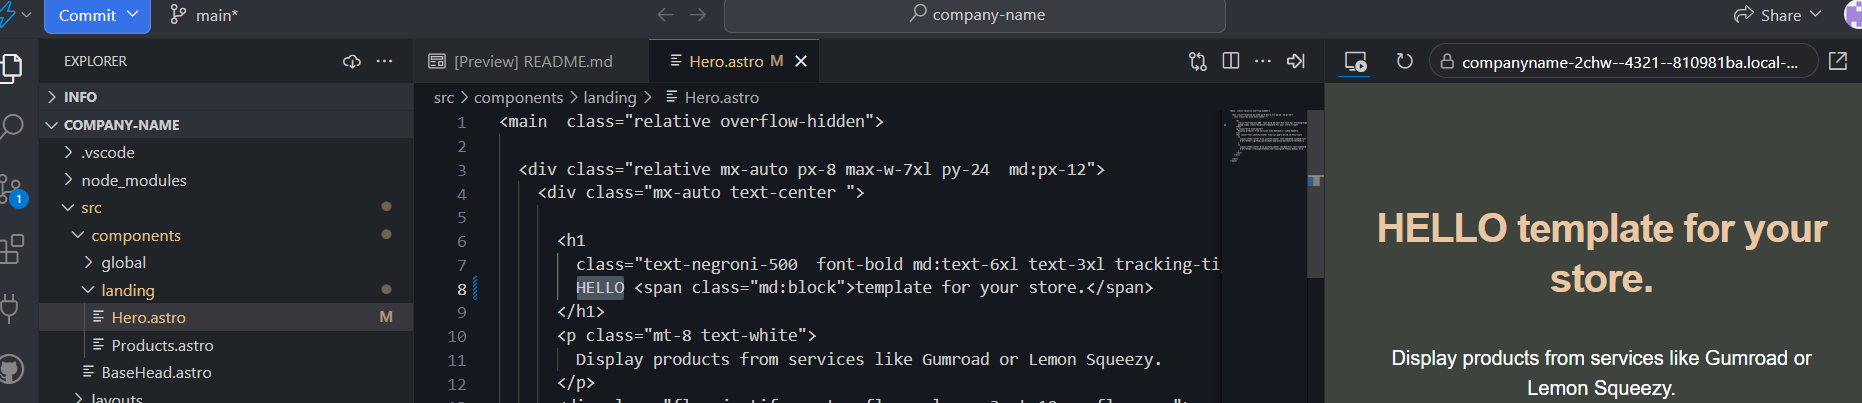 Commit
main*
company-name
Share
EXPLORER
INFO
COMPANY-NAME
.vscode
node_modules
src
components
global
landing
Hero.astro M
Products.astro
BaseHead.astro
layouts
1
[Preview] README.md
Hero.astro M
src > components > landing > Hero.astro
1 <main  class="relative overflow-hidden">
2
3 <div class="relative mx-auto px-8 max-w-7xl py-24  md:px-12">
4 <div class="mx-auto text-center ">
5
6 <h1
7 class="text-negroni-500  font-bold md:text-6xl text-3xl tracking-ti
8 HELLO <span class="md:block">template for your store.</span>
9 </h1>
10 <p class="mt-8 text-white">
11 Display products from services like Gumroad or Lemon Squeezy.
12 </p>
companyname-2chw--4321--810981ba.local-...
HELLO template for your
store.
Display products from services like Gumroad or
Lemon Squeezy.